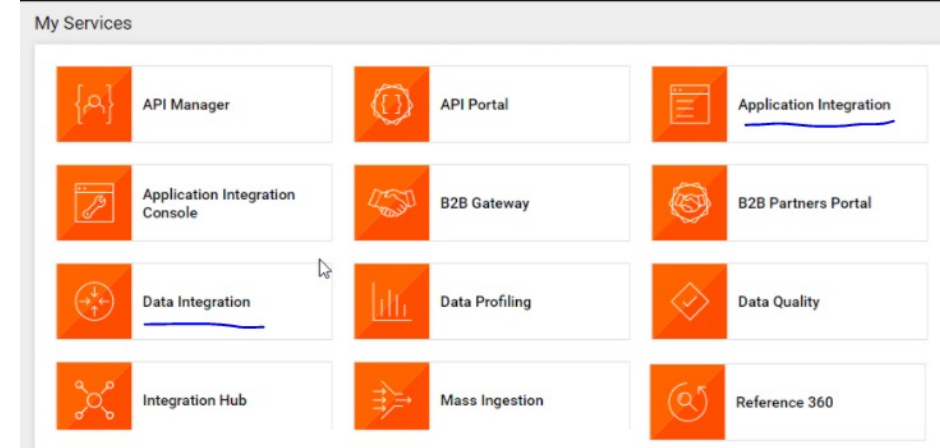 My Services
API Manager
API Portal
Application Integration
Application Integration
Console
B2B Gateway
B2B Partners Portal
Data Integration
Data Profiling
Data Quality
Integration Hub
Mass Ingestion
Reference 360